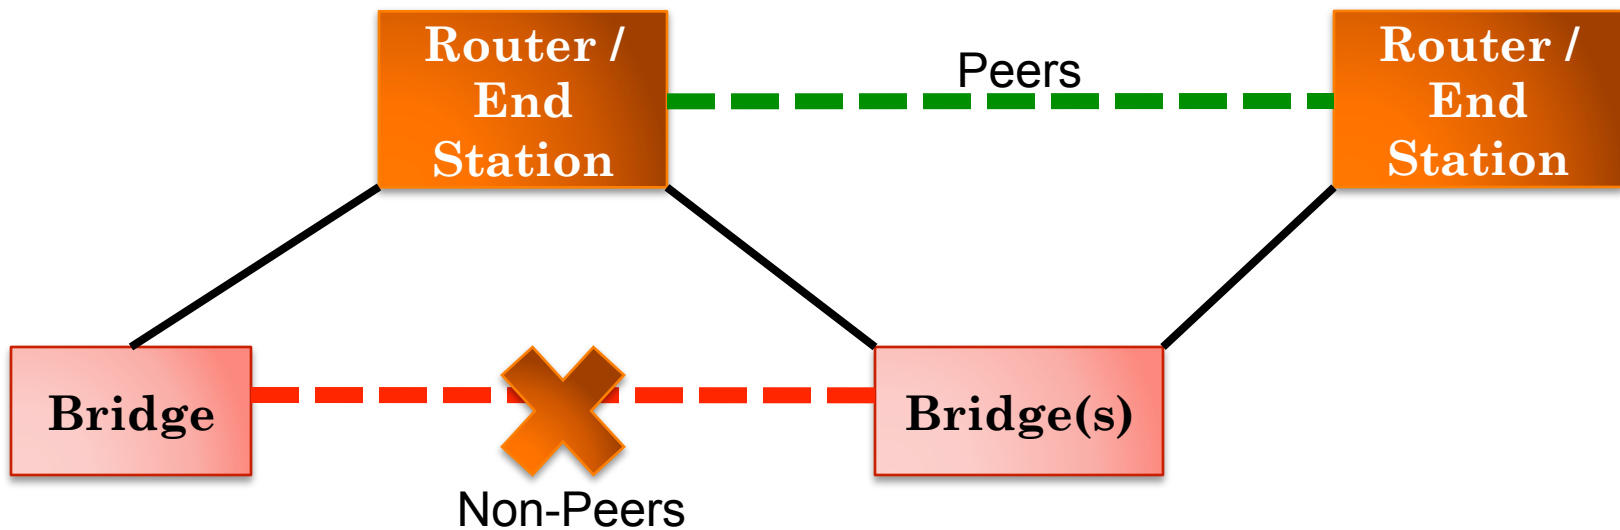 Router /
End
Station
Peers
Router /
End
Station
Bridge
Non-Peers
Bridge(s)